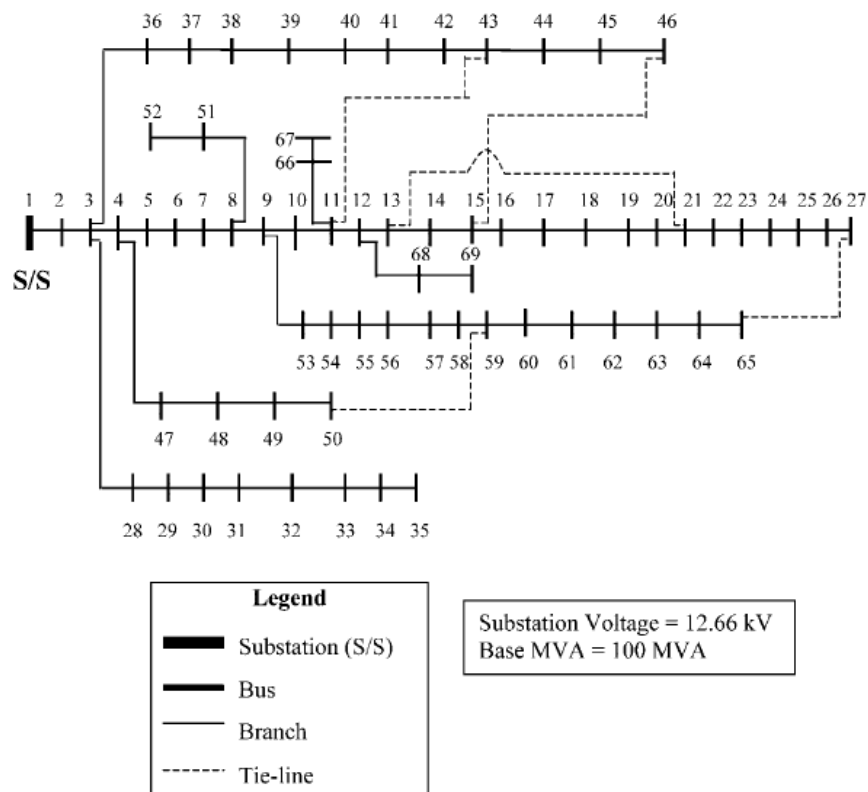 36 37 38 39 40 41 42 43 44 45 46
52 51
67
66
1 2 3 4 5 6 7 8 9 10 11 12 13 14 15 16 17 18 19 20 21 22 23 24 25 26 27
S/S
68 69
53 54 55 56 57 58 59 60 61 62 63 64 65
47 48 49 50
28 29 30 31 32 33 34 35
Legend
Substation (S/S)
Bus
Branch
Tie-line
Substation Voltage = 12.66 kV
Base MVA = 100 MVA